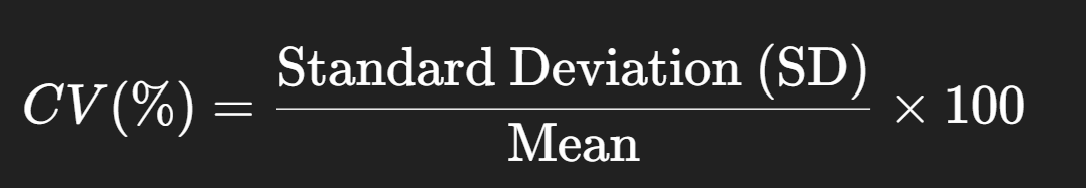 CV(%) = Standard Deviation (SD) / Mean × 100